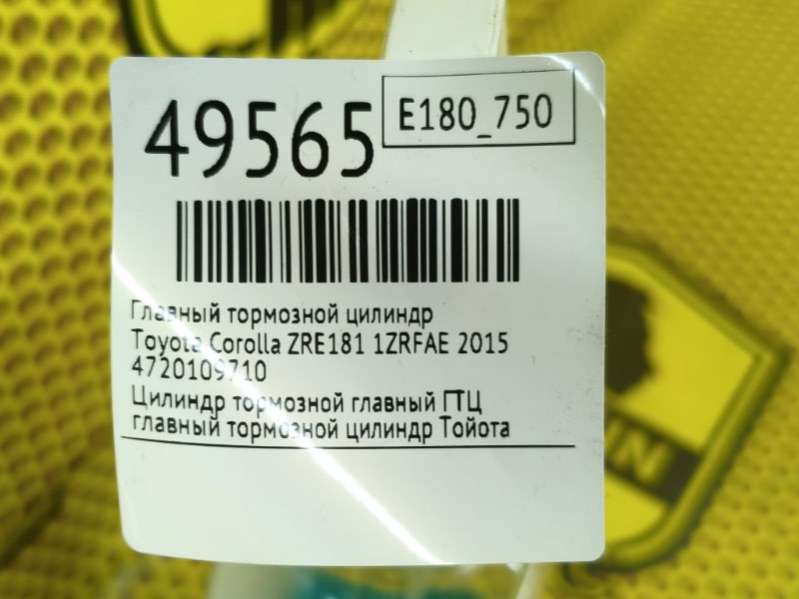 49565
E180_750
Главный тормозной цилиндр
Toyota Corolla ZRE181 1ZRFAE 2015
4720109710
Цилиндр тормозной главный ГТЦ
главный тормозной цилиндр Тойота